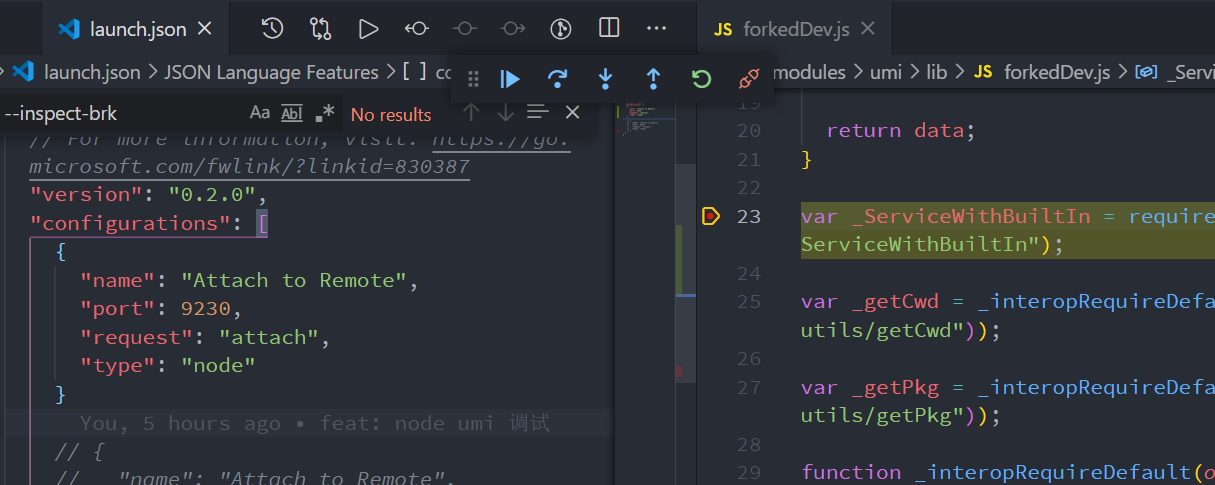 launch.json
JS forkedDev.js
launch.json > JSON Language Features > [ ] co
modules > umi > lib > JS forkedDev.js > _Serv
--inspect-brk Aa Abl .* No results
// For more information, visit: https://go.
microsoft.com/fwlink/?linkid=830387
"version": "0.2.0",
"configurations": [
{
"name": "Attach to Remote",
"port": 9230,
"request": "attach",
"type": "node"
}
You, 5 hours ago • feat: node umi 调试
// {
// "name": "Attach to Remote",
19
20 return data;
21 }
22
23 var _ServiceWithBuiltIn = require
ServiceWithBuiltIn");
24
25 var _getCwd = _interopRequireDefa
utils/getCwd"));
26
27 var _getPkg = _interopRequireDefa
utils/getPkg"));
28
29 function _interopRequireDefault(o